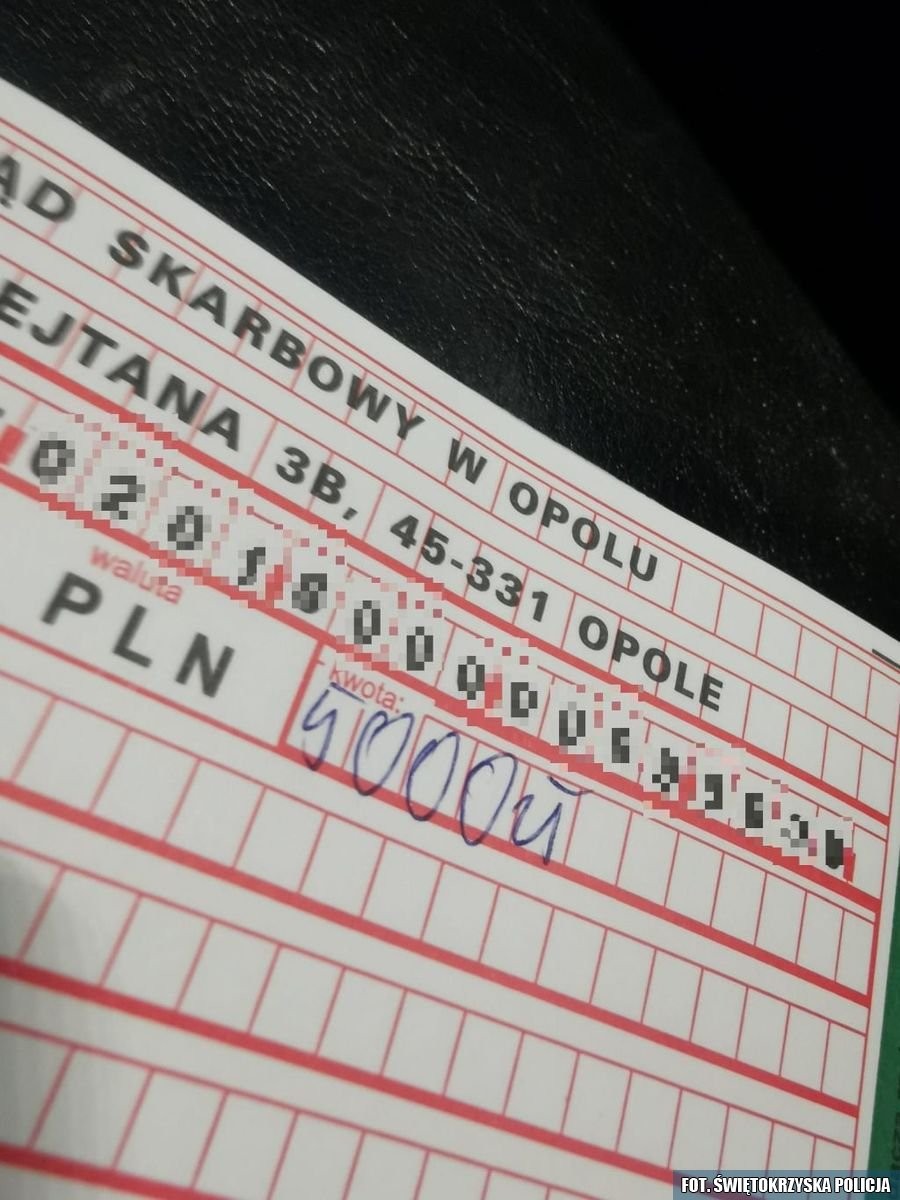 ĄD SKARBOWY W OPOLU
EJTANA 3B, 45-331 OPOLE
waluta
PLN
kwota:
5000zł
FOT. ŚWIĘTOKRZYSKA POLICJA